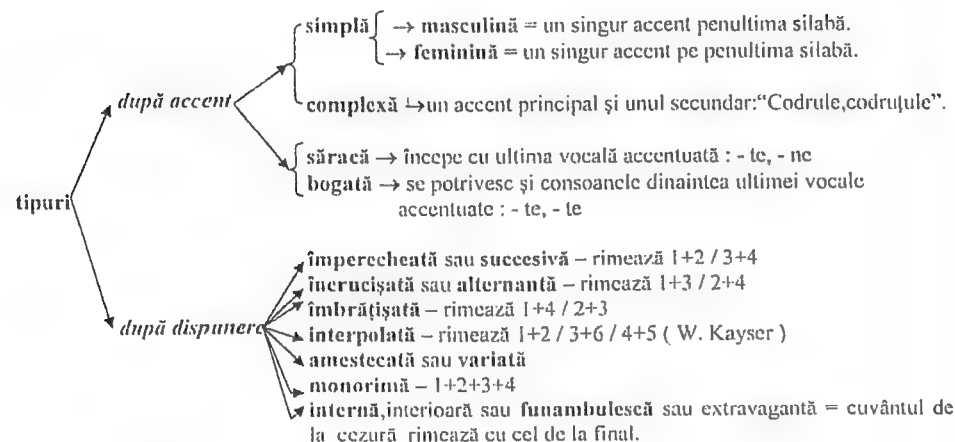 simplă → masculină = un singur accent penultima silabă.
→ feminină = un singur accent pe penultima silabă.
după accent
complexă ↳un accent principal și unul secundar:“Codrule,codruțule”.
săracă → începe cu ultima vocală accentuată : - te, - ne
bogată → se potrivesc și consoanele dinaintea ultimei vocale
accentuate : - te, - te
tipuri
împerecheată sau succesivă – rimează 1+2 / 3+4
încrucișată sau alternantă – rimează 1+3 / 2+4
îmbrățișată – rimează 1+4 / 2+3
după dispunere
interpolată – rimează 1+2 / 3+6 / 4+5 ( W. Kayser )
amestecată sau variată
monorimă – 1+2+3+4
internă,interioară sau funambulescă sau extravagantă = cuvântul de
la cezură rimează cu cel de la final.